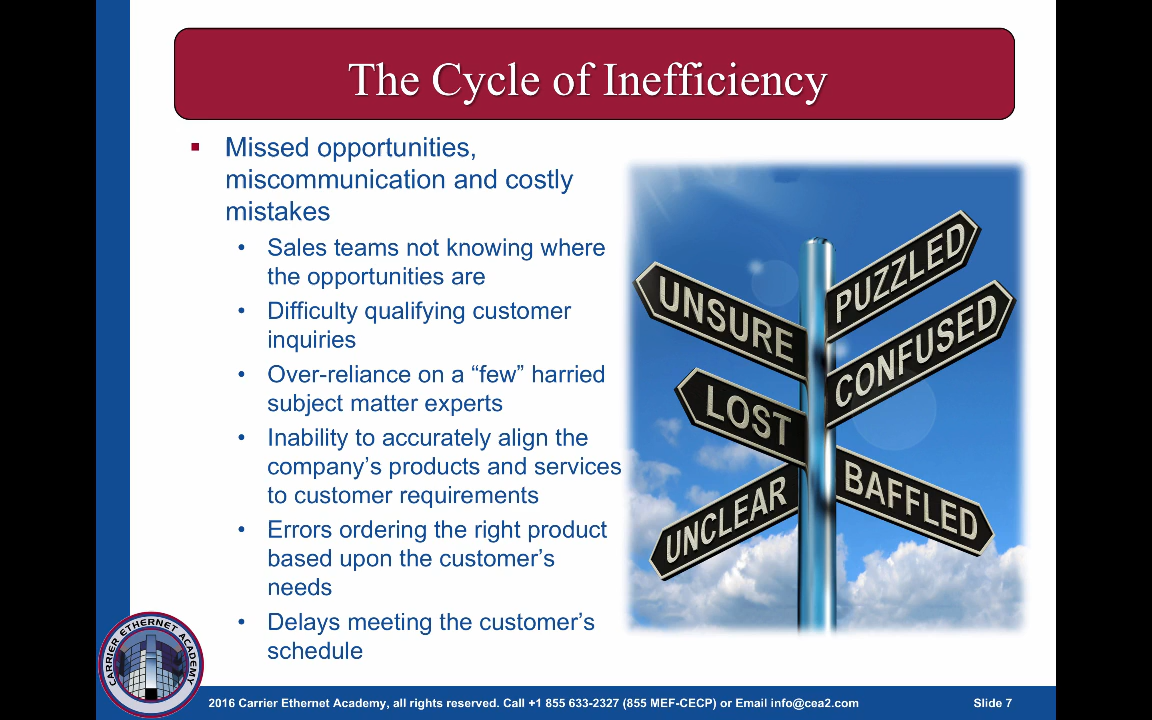 The Cycle of Inefficiency
▪ Missed opportunities,
miscommunication and costly
mistakes
• Sales teams not knowing where
the opportunities are
• Difficulty qualifying customer
inquiries
• Over-reliance on a “few” harried
subject matter experts
• Inability to accurately align the
company’s products and services
to customer requirements
• Errors ordering the right product
based upon the customer’s
needs
• Delays meeting the customer’s
schedule
PUZZLED
UNSURE
CONFUSED
LOST
BAFFLED
UNCLEAR
CARRIER ETHERNET ACADEMY
2016 Carrier Ethernet Academy, all rights reserved. Call +1 855 633-2327 (855 MEF-CECP) or Email info@cea2.com
Slide 7